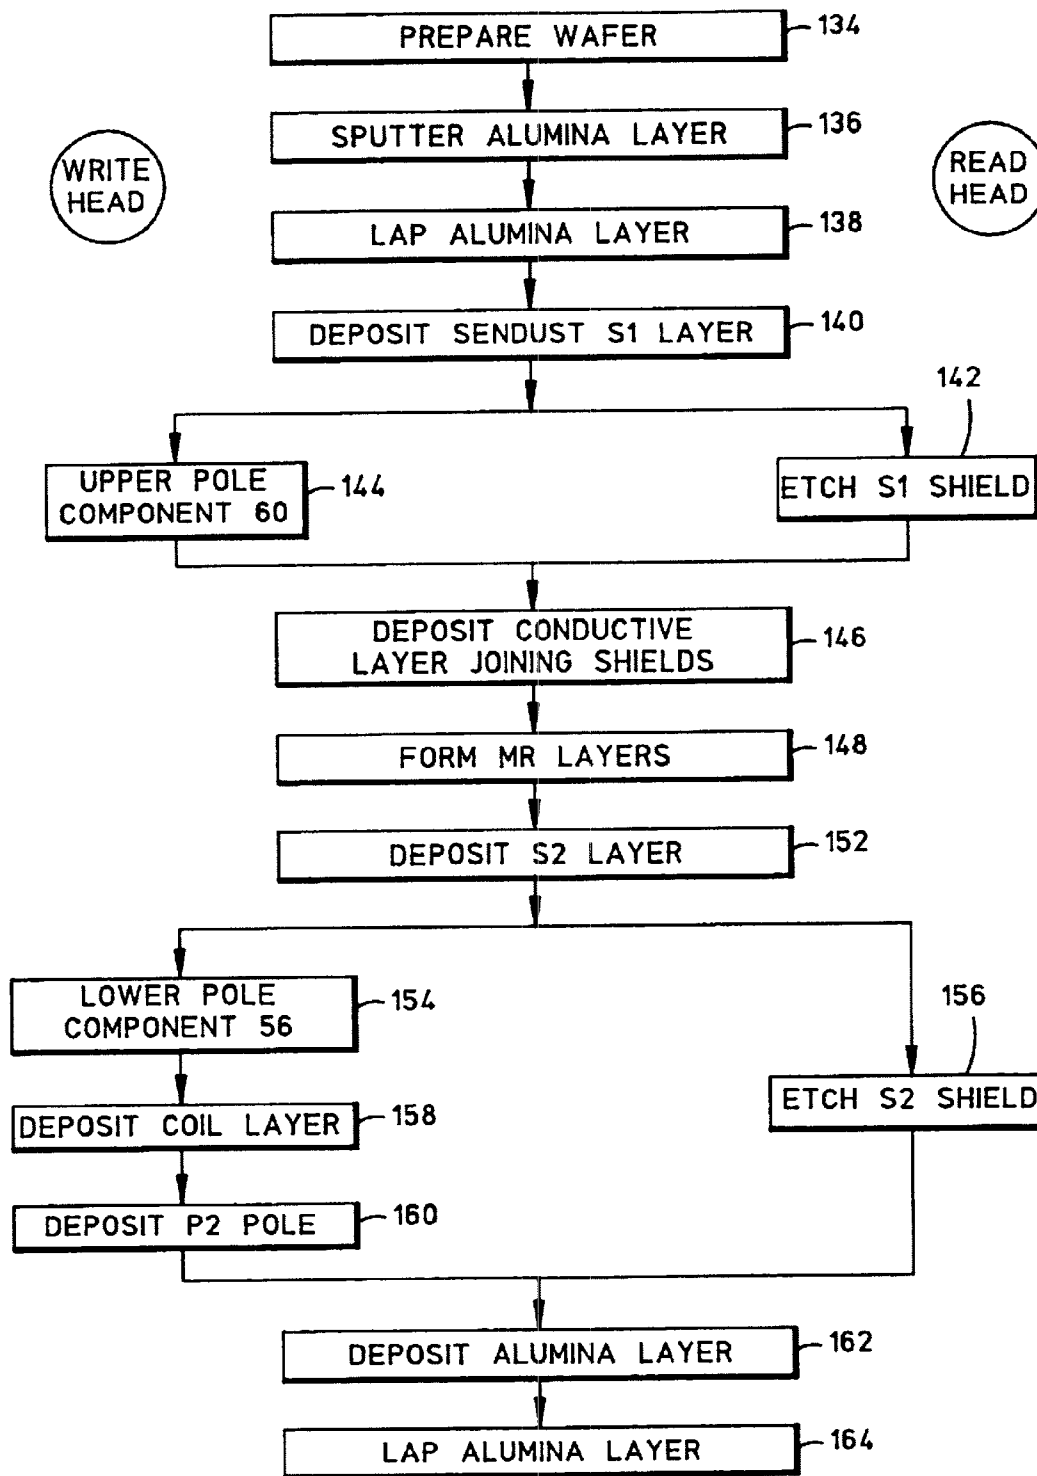 PREPARE WAFER
134
SPUTTER ALUMINA LAYER
136
WRITE
HEAD
READ
HEAD
LAP ALUMINA LAYER
138
DEPOSIT SENDUST S1 LAYER
140
142
UPPER POLE
COMPONENT 60
144
ETCH S1 SHIELD
DEPOSIT CONDUCTIVE
LAYER JOINING SHIELDS
146
FORM MR LAYERS
148
DEPOSIT S2 LAYER
152
LOWER POLE
COMPONENT 56
154
156
ETCH S2 SHIELD
DEPOSIT COIL LAYER
158
DEPOSIT P2 POLE
160
DEPOSIT ALUMINA LAYER
162
LAP ALUMINA LAYER
164